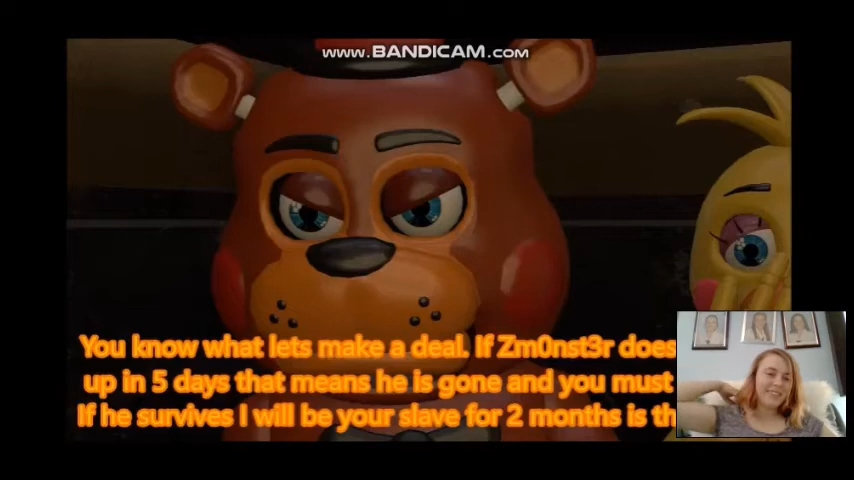 www.BANDICAM.com
You know what lets make a deal. If Zm0nst3r does
up in 5 days that means he is gone and you must
If he survives I will be your slave for 2 months is